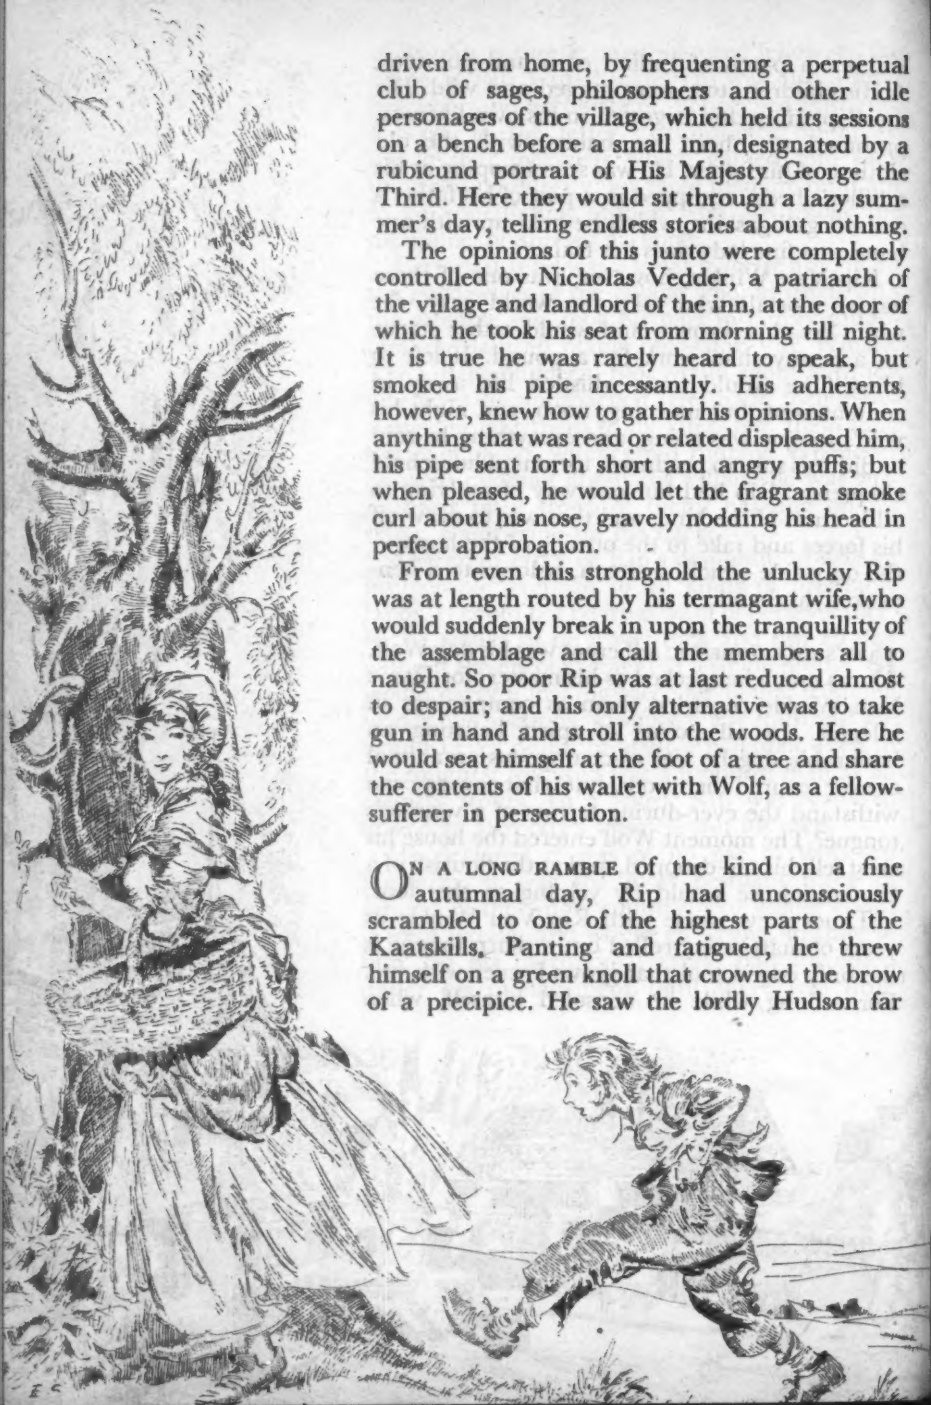 driven from home, by frequenting a perpetual
club of sages, philosophers and other idle
personages of the village, which held its sessions
on a bench before a small inn, designated by a
rubicund portrait of His Majesty George the
Third. Here they would sit through a lazy sum-
mer's day, telling endless stories about nothing.
The opinions of this junto were completely
controlled by Nicholas Vedder, a patriarch of
the village and landlord of the inn, at the door of
which he took his seat from morning till night.
It is true he was rarely heard to speak, but
smoked his pipe incessantly. His adherents,
however, knew how to gather his opinions. When
anything that was read or related displeased him,
his pipe sent forth short and angry puffs; but
when pleased, he would let the fragrant smoke
curl about his nose, gravely nodding his head in
perfect approbation.
From even this stronghold the unlucky Rip
was at length routed by his termagant wife,who
would suddenly break in upon the tranquillity of
the assemblage and call the members all to
naught. So poor Rip was at last reduced almost
to despair; and his only alternative was to take
gun in hand and stroll into the woods. Here he
would seat himself at the foot of a tree and share
the contents of his wallet with Wolf, as a fellow-
sufferer in persecution.
ON A LONG RAMBLE of the kind on a fine
autumnal day, Rip had unconsciously
scrambled to one of the highest parts of the
Kaatskills. Panting and fatigued, he threw
himself on a green knoll that crowned the brow
of a precipice. He saw the lordly Hudson far